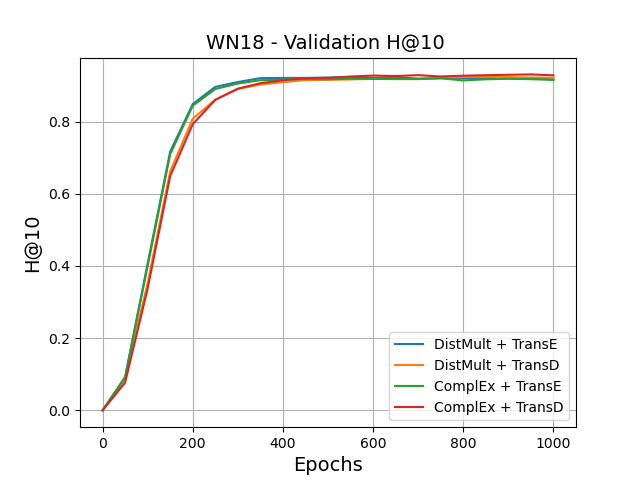 WN18 - Validation H@10
H@10
0.8
0.6
0.4
0.2
0.0
DistMult + TransE
DistMult + TransD
ComplEx + TransE
ComplEx + TransD
0 200 400 600 800 1000
Epochs